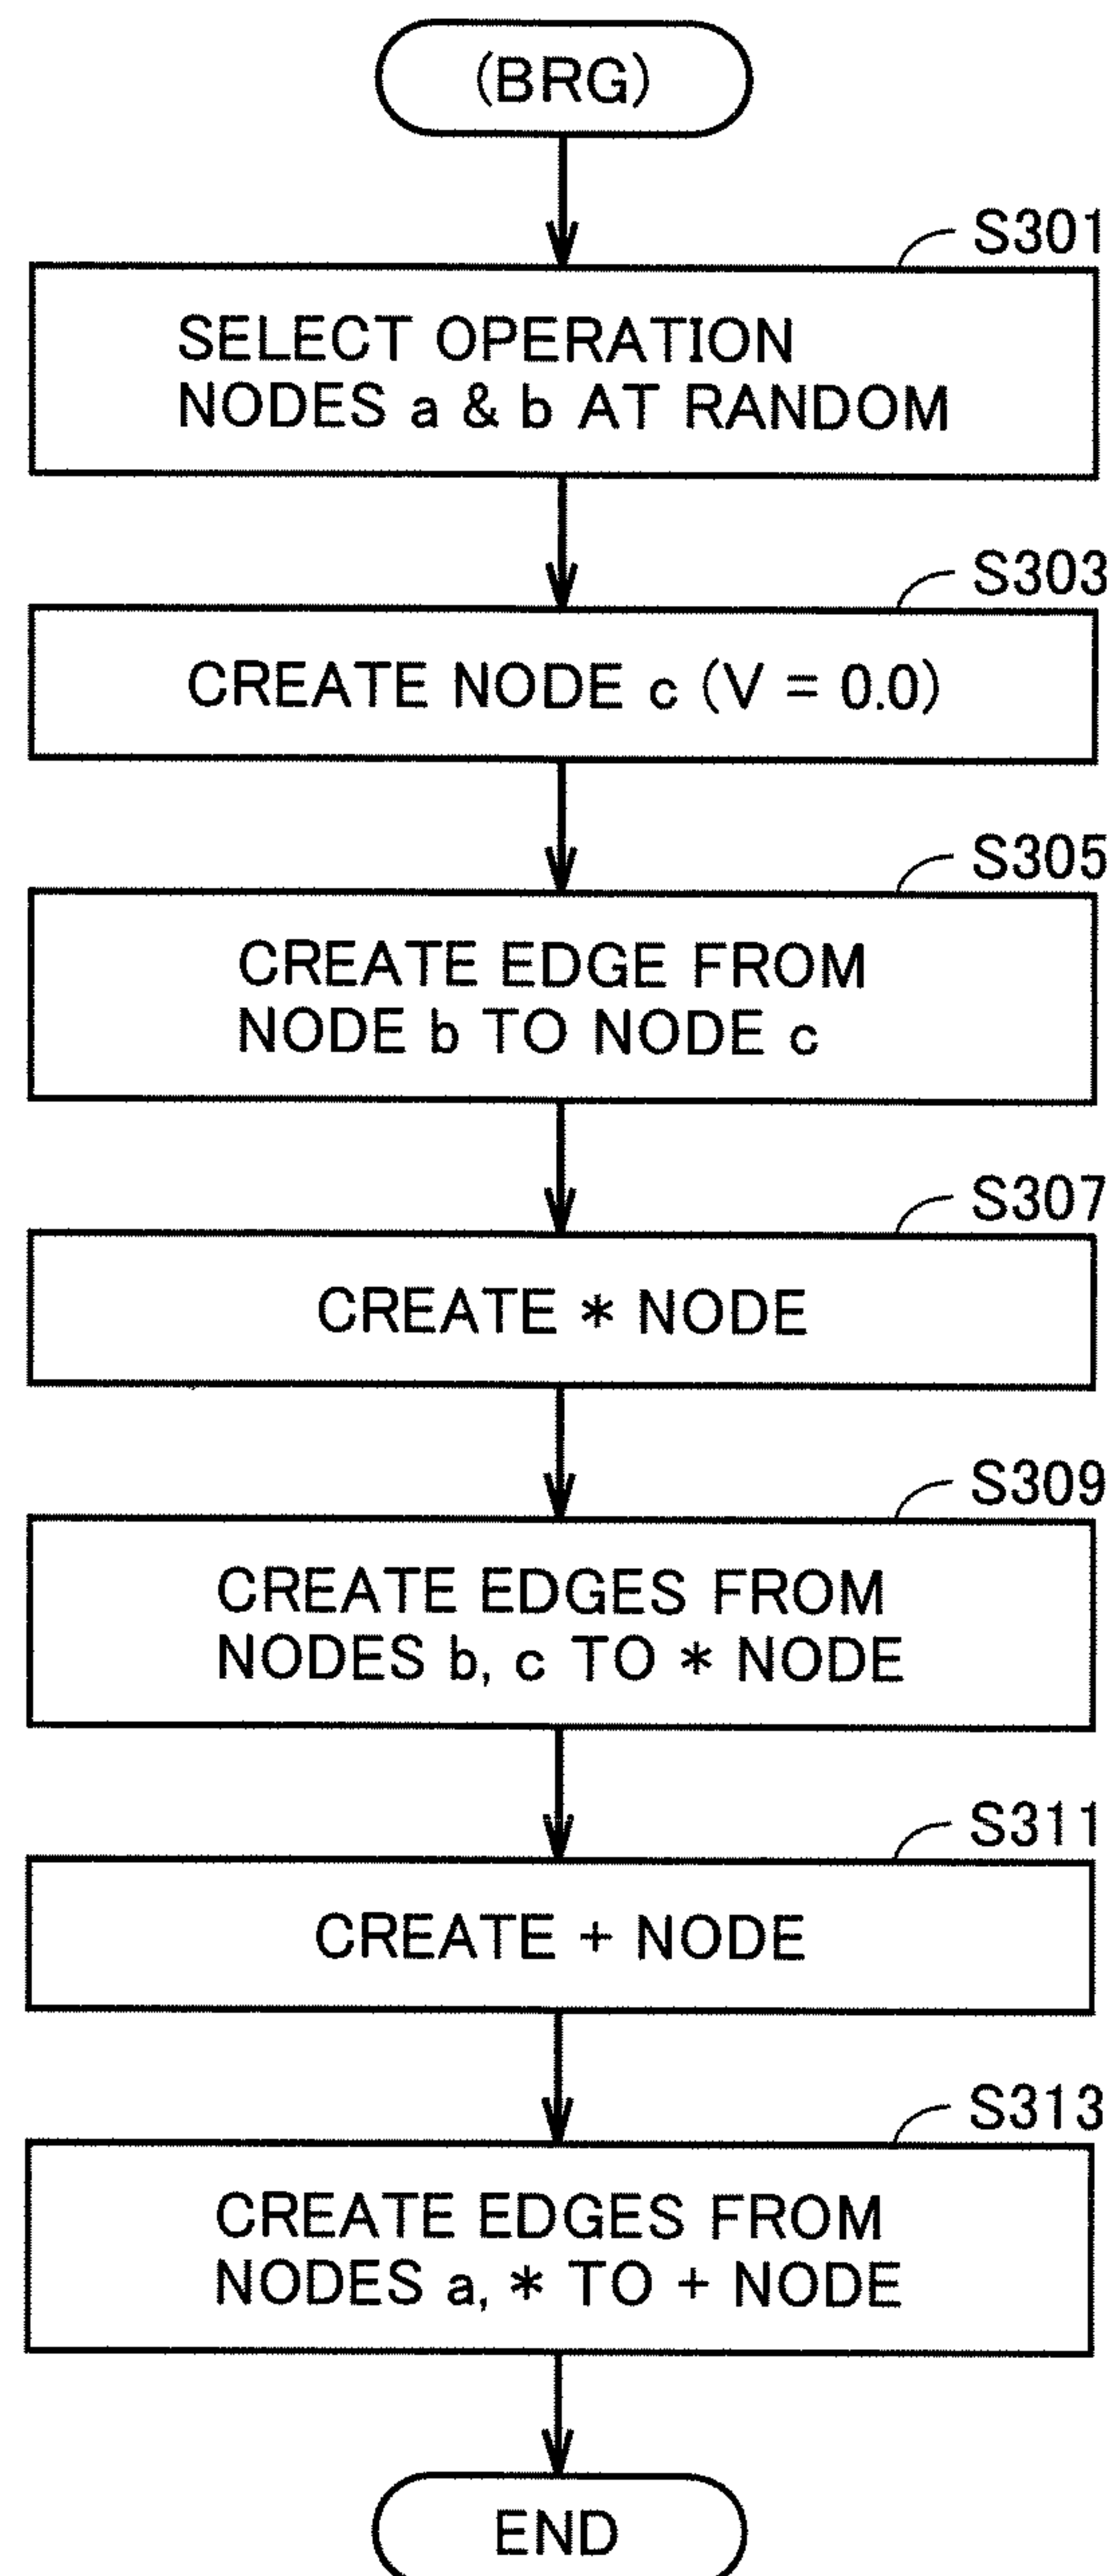 (BRG)
S301
SELECT OPERATION
NODES a & b AT RANDOM
S303
CREATE NODE c (V = 0.0)
S305
CREATE EDGE FROM
NODE b TO NODE c
S307
CREATE * NODE
S309
CREATE EDGES FROM
NODES b, c TO * NODE
S311
CREATE + NODE
S313
CREATE EDGES FROM
NODES a, * TO + NODE
END